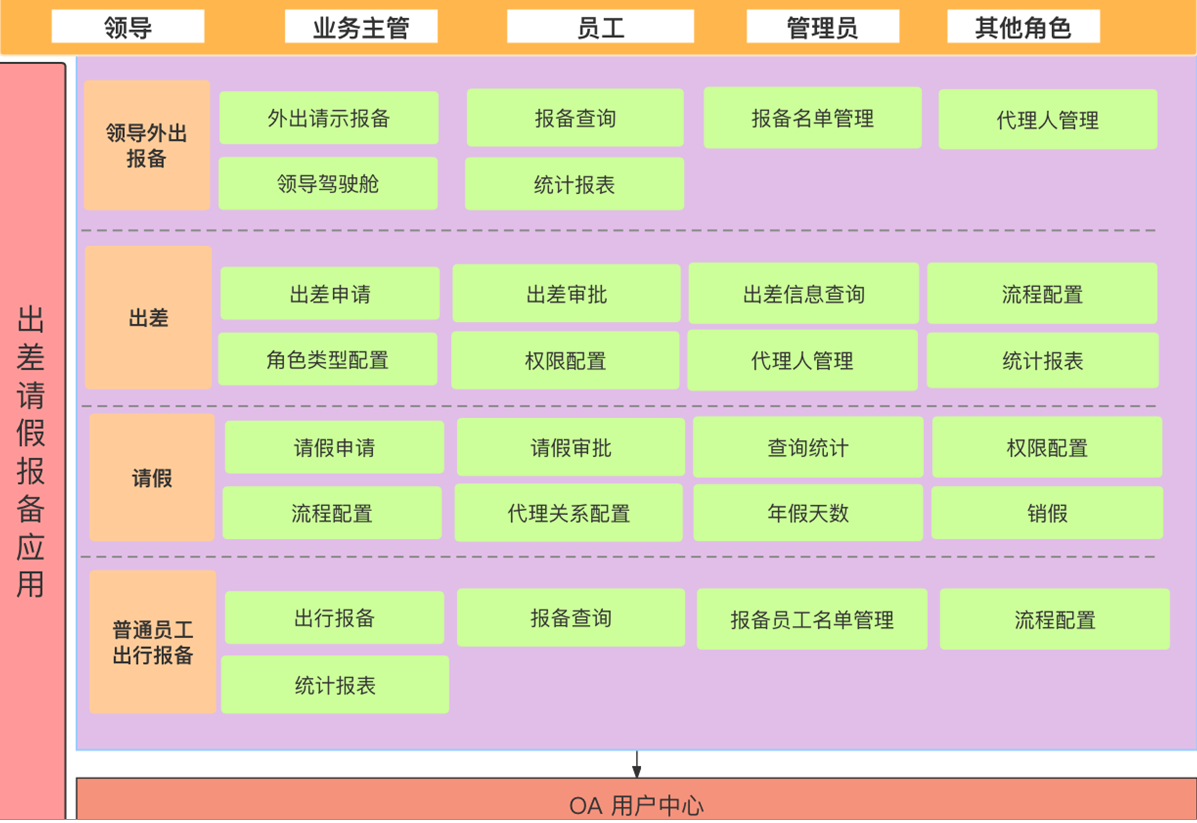 领导
业务主管
员工
管理员
其他角色
出差请假报备应用
领导外出
报备
外出请示报备
报备查询
报备名单管理
代理人管理
领导驾驶舱
统计报表
出差
出差申请
出差审批
出差信息查询
流程配置
角色类型配置
权限配置
代理人管理
统计报表
请假
请假申请
请假审批
查询统计
权限配置
流程配置
代理关系配置
年假天数
销假
普通员工
出行报备
出行报备
报备查询
报备员工名单管理
流程配置
统计报表
OA 用户中心